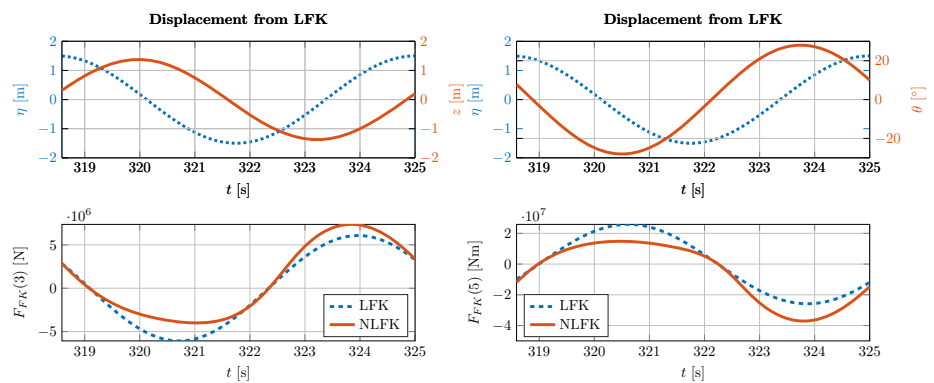 Displacement from LFK
2
1
0
−1
−2
η [m]
2
1
0
−1
−2
z [m]
319 320 321 322 323 324 325
t [s]
Displacement from LFK
2
1
0
−1
−2
η [m]
20
0
−20
θ [°]
319 320 321 322 323 324 325
t [s]
·10⁶
5
0
−5
F_FK(3) [N]
LFK
NLFK
319 320 321 322 323 324 325
t [s]
·10⁷
2
0
−2
−4
F_FK(5) [Nm]
LFK
NLFK
319 320 321 322 323 324 325
t [s]